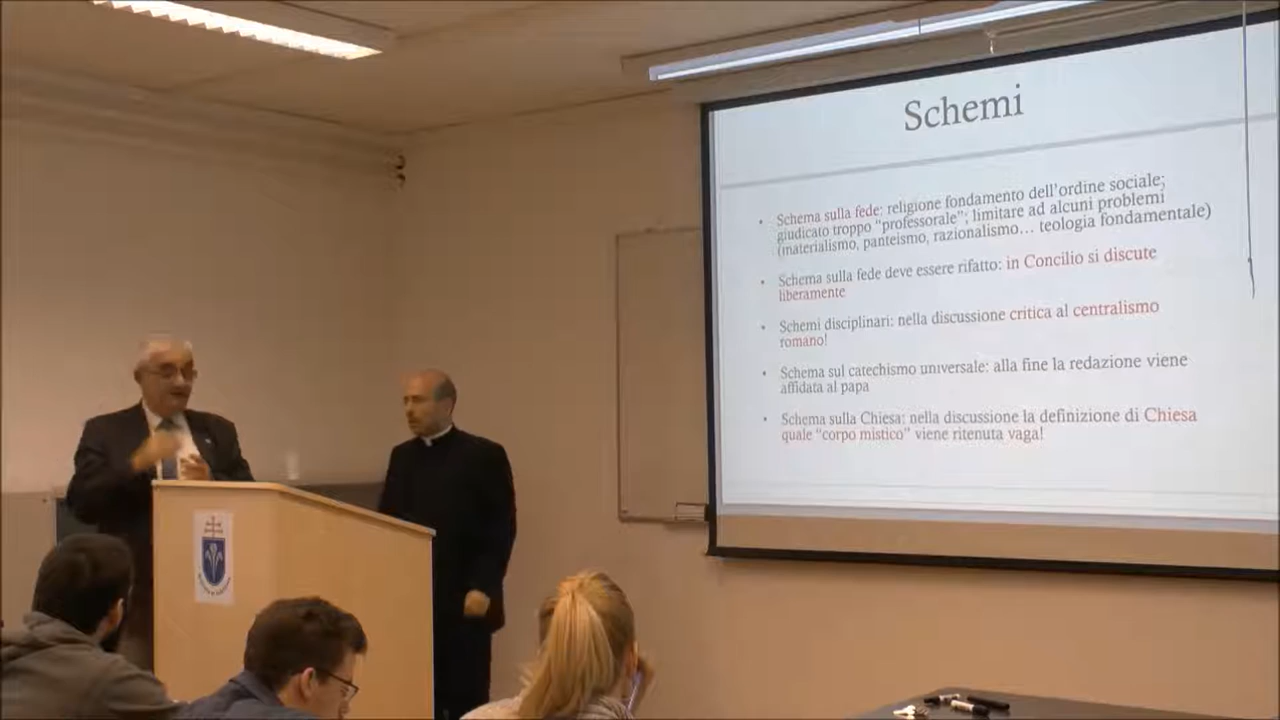 Schemi
• Schema sulla fede: religione fondamento dell'ordine sociale;
giudicato troppo "professorale"; limitare ad alcuni problemi
(materialismo, panteismo, razionalismo… teologia fondamentale)
• Schema sulla fede deve essere rifatto: in Concilio si discute
liberamente
• Schemi disciplinari: nella discussione critica al centralismo
romano!
• Schema sul catechismo universale: alla fine la redazione viene
affidata al papa
• Schema sulla Chiesa: nella discussione la definizione di Chiesa
quale "corpo mistico" viene ritenuta vaga!